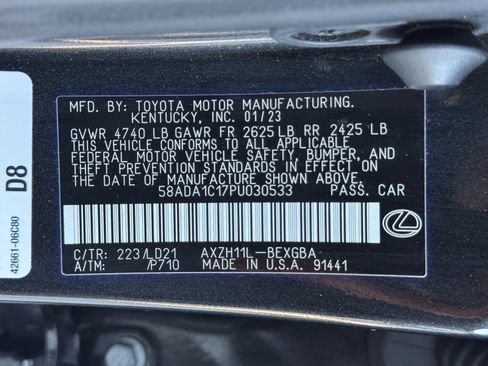 MFD. BY: TOYOTA MOTOR MANUFACTURING.
KENTUCKY, INC. 01/23
GVWR 4740 LB GAWR FR 2625 LB RR 2425 LB
THIS VEHICLE CONFORMS TO ALL APPLICABLE
FEDERAL MOTOR VEHICLE SAFETY, BUMPER, AND
THEFT PREVENTION STANDARDS IN EFFECT ON
THE DATE OF MANUFACTURE SHOWN ABOVE.
58ADA1C17PU030533 PASS. CAR
C/TR: 223/LD21 AXZH11L-BEXGBA
A/TM: /P710 MADE IN U.S.A. 91441
D8
42661-06C80